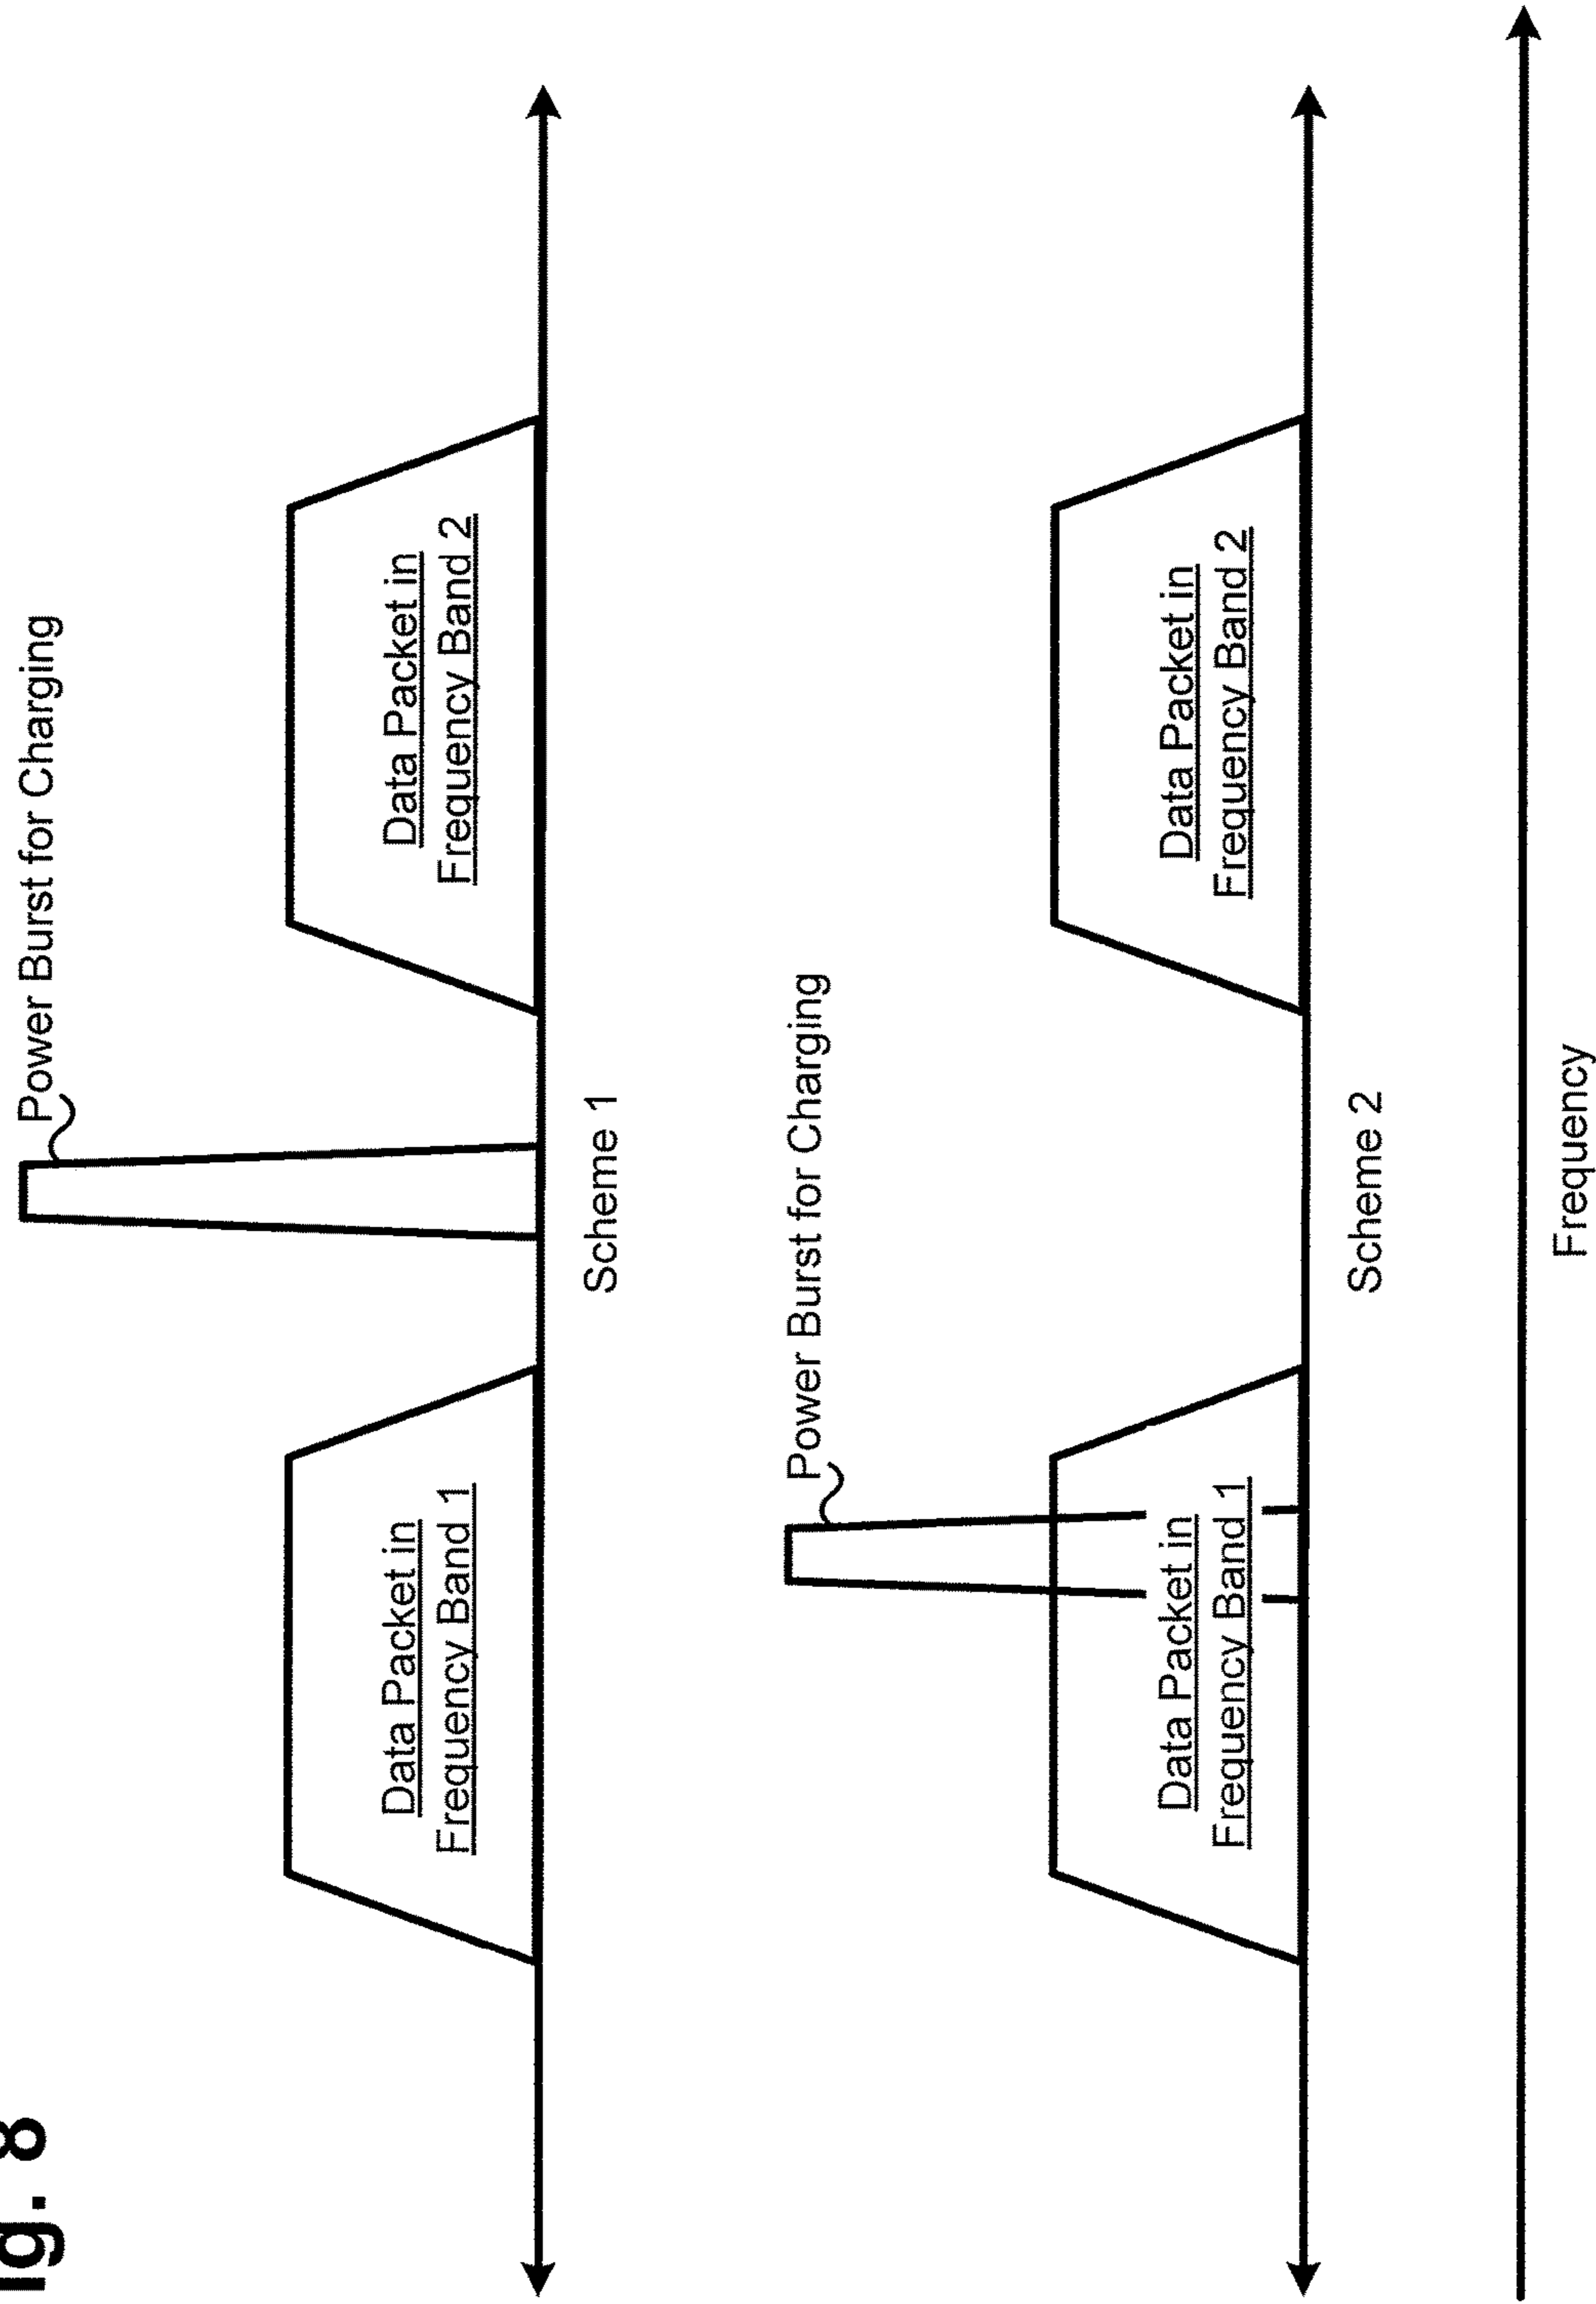 ig. 8
Power Burst for Charging
Data Packet in
Frequency Band 1
Data Packet in
Frequency Band 2
Scheme 1
Power Burst for Charging
Data Packet in
Frequency Band 1
Data Packet in
Frequency Band 2
Scheme 2
Frequency